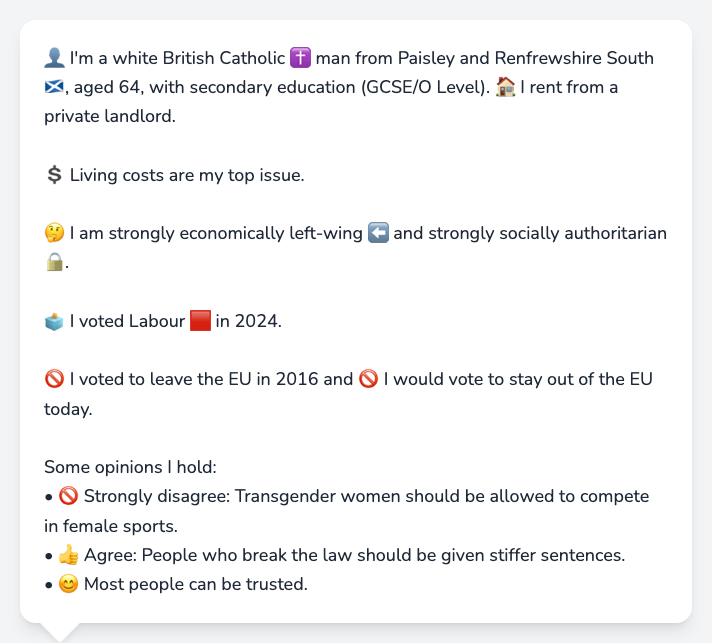 👤 I'm a white British Catholic ✝️ man from Paisley and Renfrewshire South
🏴󠁧󠁢󠁳󠁣󠁴󠁿, aged 64, with secondary education (GCSE/O Level). 🏠 I rent from a
private landlord.
💲 Living costs are my top issue.
🤔 I am strongly economically left-wing ⬅️ and strongly socially authoritarian
🔒.
🗳️ I voted Labour 🟥 in 2024.
🚫 I voted to leave the EU in 2016 and 🚫 I would vote to stay out of the EU
today.
Some opinions I hold:
• 🚫 Strongly disagree: Transgender women should be allowed to compete
in female sports.
• 👍 Agree: People who break the law should be given stiffer sentences.
• 😊 Most people can be trusted.